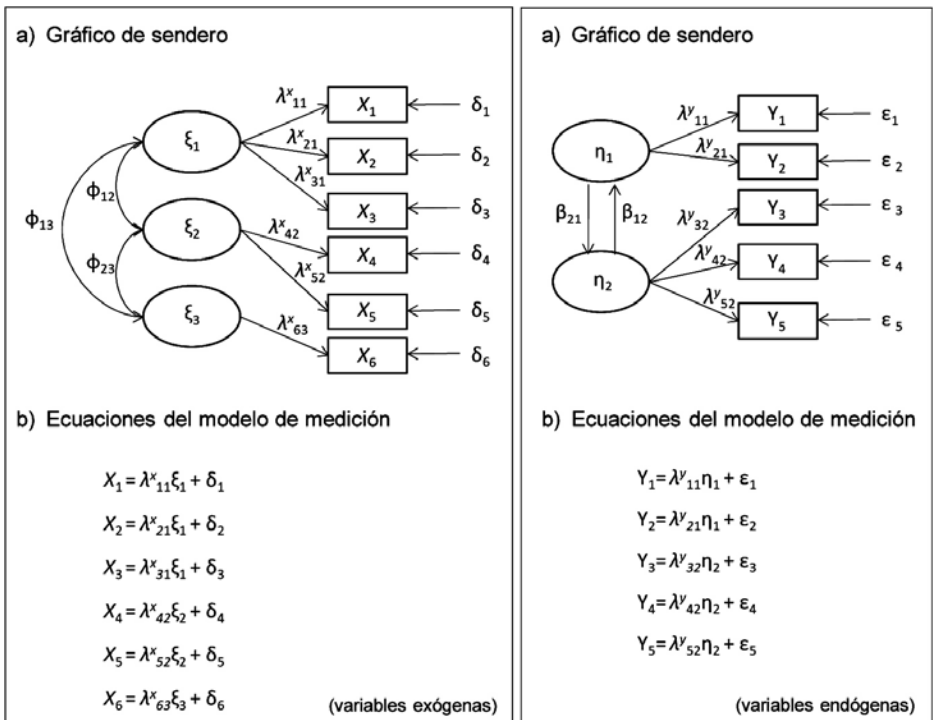 a) Gráfico de sendero
λˣ₁₁
X₁
δ₁
ξ₁
λˣ₂₁
X₂
δ₂
λˣ₃₁
X₃
δ₃
ϕ₁₂
ϕ₁₃
ξ₂
λˣ₄₂
X₄
δ₄
λˣ₅₂
ϕ₂₃
X₅
δ₅
ξ₃
λˣ₆₃
X₆
δ₆
b) Ecuaciones del modelo de medición
X₁ = λˣ₁₁ξ₁ + δ₁
X₂ = λˣ₂₁ξ₁ + δ₂
X₃ = λˣ₃₁ξ₁ + δ₃
X₄ = λˣ₄₂ξ₂ + δ₄
X₅ = λˣ₅₂ξ₂ + δ₅
X₆ = λˣ₆₃ξ₃ + δ₆
(variables exógenas)
a) Gráfico de sendero
λʸ₁₁
Y₁
ε₁
η₁
λʸ₂₁
Y₂
ε₂
β₂₁
β₁₂
λʸ₃₂
Y₃
ε₃
λʸ₄₂
Y₄
ε₄
η₂
λʸ₅₂
Y₅
ε₅
b) Ecuaciones del modelo de medición
Y₁= λʸ₁₁η₁ + ε₁
Y₂= λʸ₂₁η₁ + ε₂
Y₃= λʸ₃₂η₂ + ε₃
Y₄= λʸ₄₂η₂ + ε₄
Y₅= λʸ₅₂η₂ + ε₅
(variables endógenas)